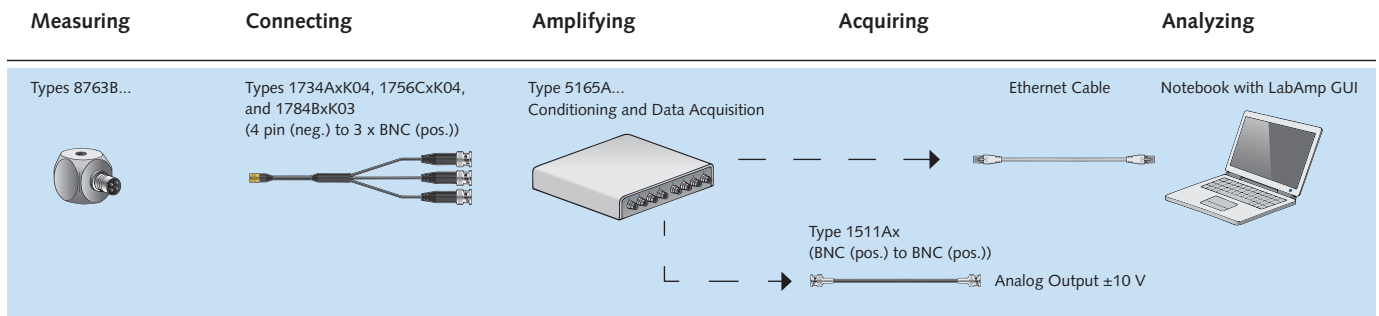 Measuring
Connecting
Amplifying
Acquiring
Analyzing
Types 8763B...
Types 1734AxK04, 1756CxK04,
and 1784BxK03
(4 pin (neg.) to 3 x BNC (pos.))
Type 5165A...
Conditioning and Data Acquisition
Ethernet Cable
Notebook with LabAmp GUI
Type 1511Ax
(BNC (pos.) to BNC (pos.))
Analog Output ±10 V